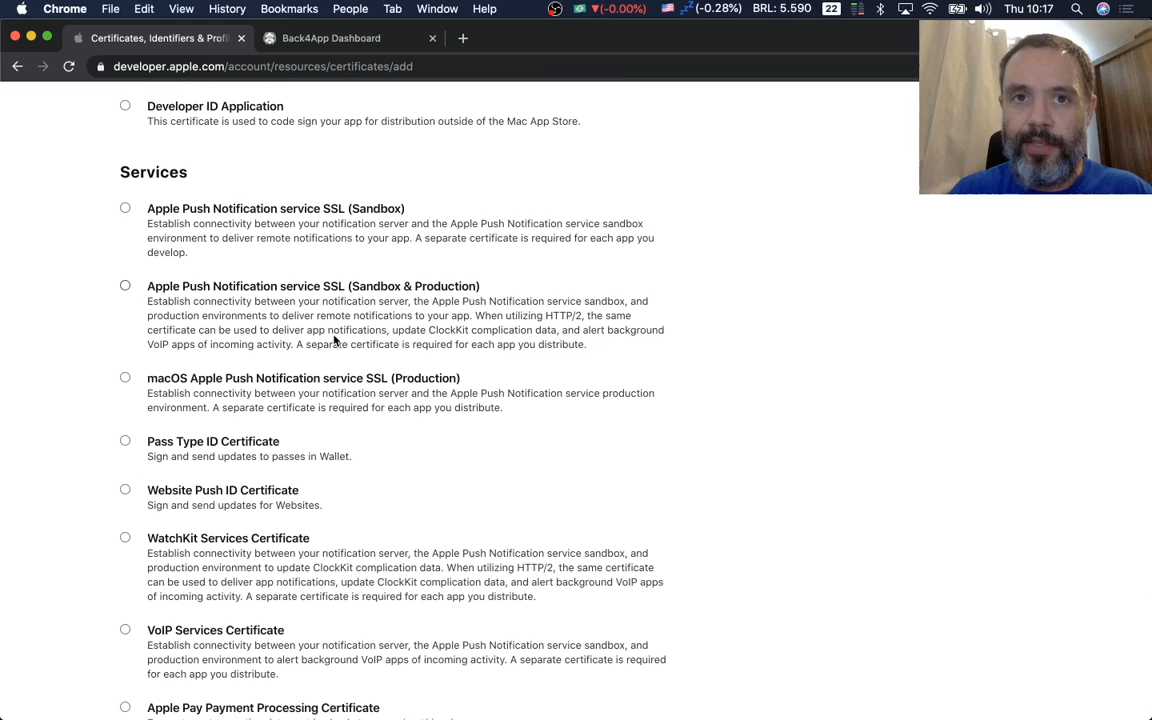 Chrome File Edit View History Bookmarks People Tab Window Help (-0.00%) (-0.28%) BRL: 5.590 22 Thu 10:17
Certificates, Identifiers & Profi Back4App Dashboard
developer.apple.com/account/resources/certificates/add
Developer ID Application
This certificate is used to code sign your app for distribution outside of the Mac App Store.
Services
Apple Push Notification service SSL (Sandbox)
Establish connectivity between your notification server and the Apple Push Notification service sandbox
environment to deliver remote notifications to your app. A separate certificate is required for each app you
develop.
Apple Push Notification service SSL (Sandbox & Production)
Establish connectivity between your notification server, the Apple Push Notification service sandbox, and
production environments to deliver remote notifications to your app. When utilizing HTTP/2, the same
certificate can be used to deliver app notifications, update ClockKit complication data, and alert background
VoIP apps of incoming activity. A separate certificate is required for each app you distribute.
macOS Apple Push Notification service SSL (Production)
Establish connectivity between your notification server and the Apple Push Notification service production
environment. A separate certificate is required for each app you distribute.
Pass Type ID Certificate
Sign and send updates to passes in Wallet.
Website Push ID Certificate
Sign and send updates for Websites.
WatchKit Services Certificate
Establish connectivity between your notification server, the Apple Push Notification service sandbox, and
production environment to update ClockKit complication data. When utilizing HTTP/2, the same certificate
can be used to deliver app notifications, update ClockKit complication data, and alert background VoIP apps
of incoming activity. A separate certificate is required for each app you distribute.
VoIP Services Certificate
Establish connectivity between your notification server, the Apple Push Notification service sandbox, and
production environment to alert background VoIP apps of incoming activity. A separate certificate is required
for each app you distribute.
Apple Pay Payment Processing Certificate